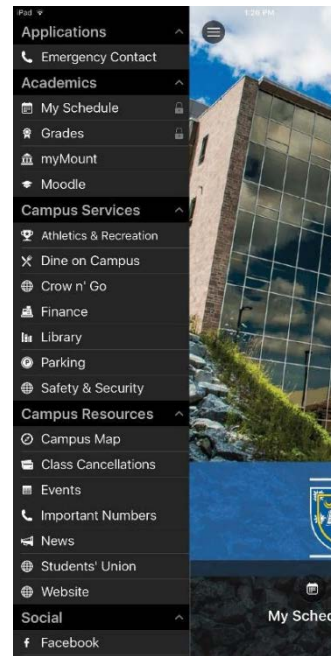 iPad
1:26 PM
Applications
Emergency Contact
Academics
My Schedule
Grades
myMount
Moodle
Campus Services
Athletics & Recreation
Dine on Campus
Crow n' Go
Finance
Library
Parking
Safety & Security
Campus Resources
Campus Map
Class Cancellations
Events
Important Numbers
News
Students' Union
Website
Social
Facebook
My Sched